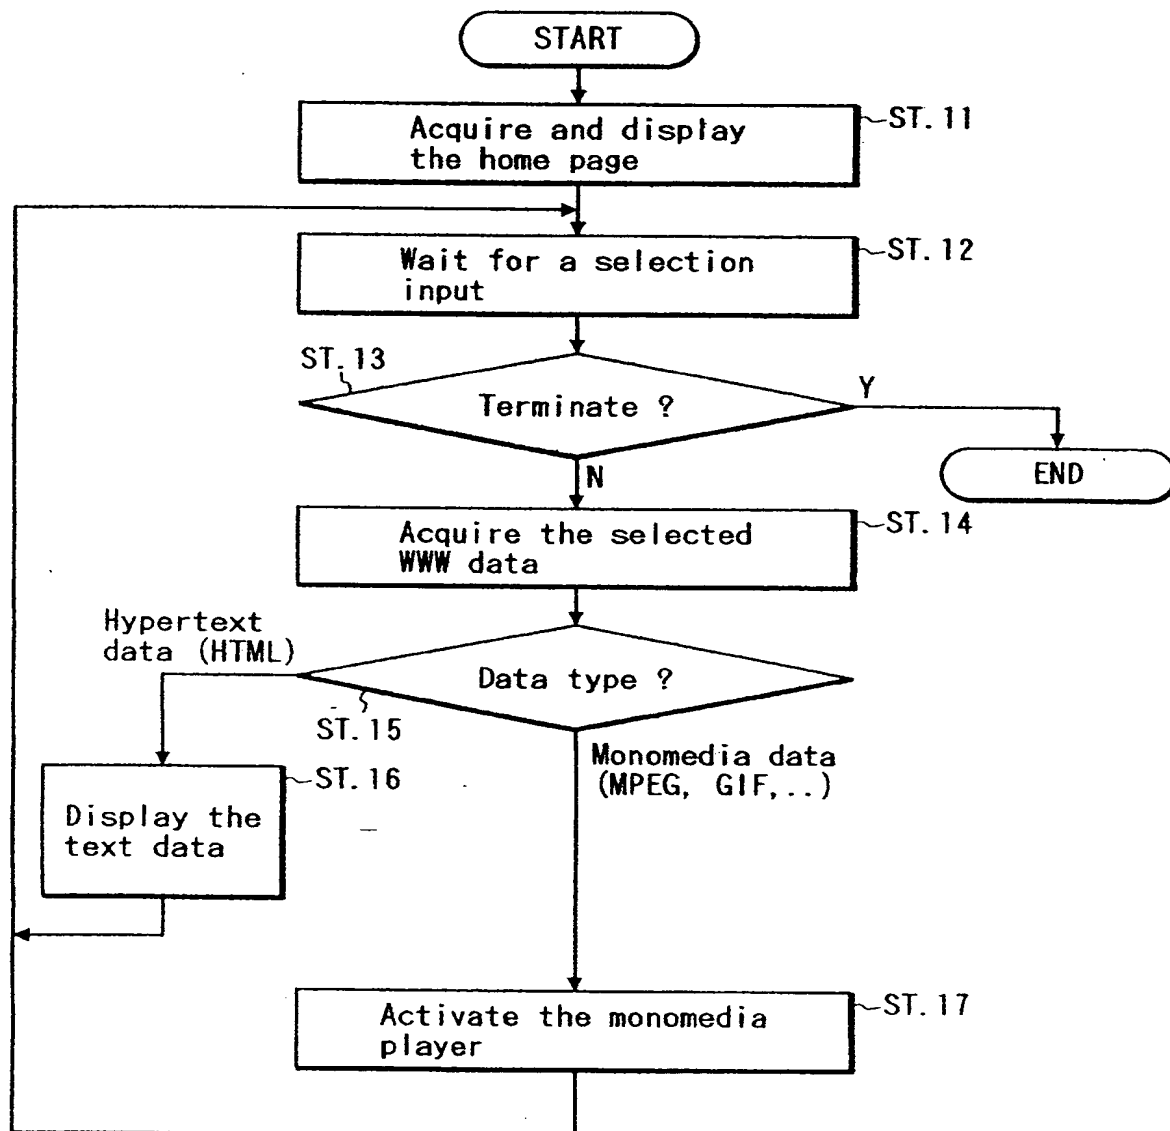 START
Acquire and display
the home page
ST.11
Wait for a selection
input
ST.12
ST.13
Terminate ?
Y
END
N
Acquire the selected
WWW data
ST.14
Hypertext
data (HTML)
Data type ?
ST.15
Monomedia data
(MPEG, GIF,..)
ST.16
Display the
text data
Activate the monomedia
player
ST.17